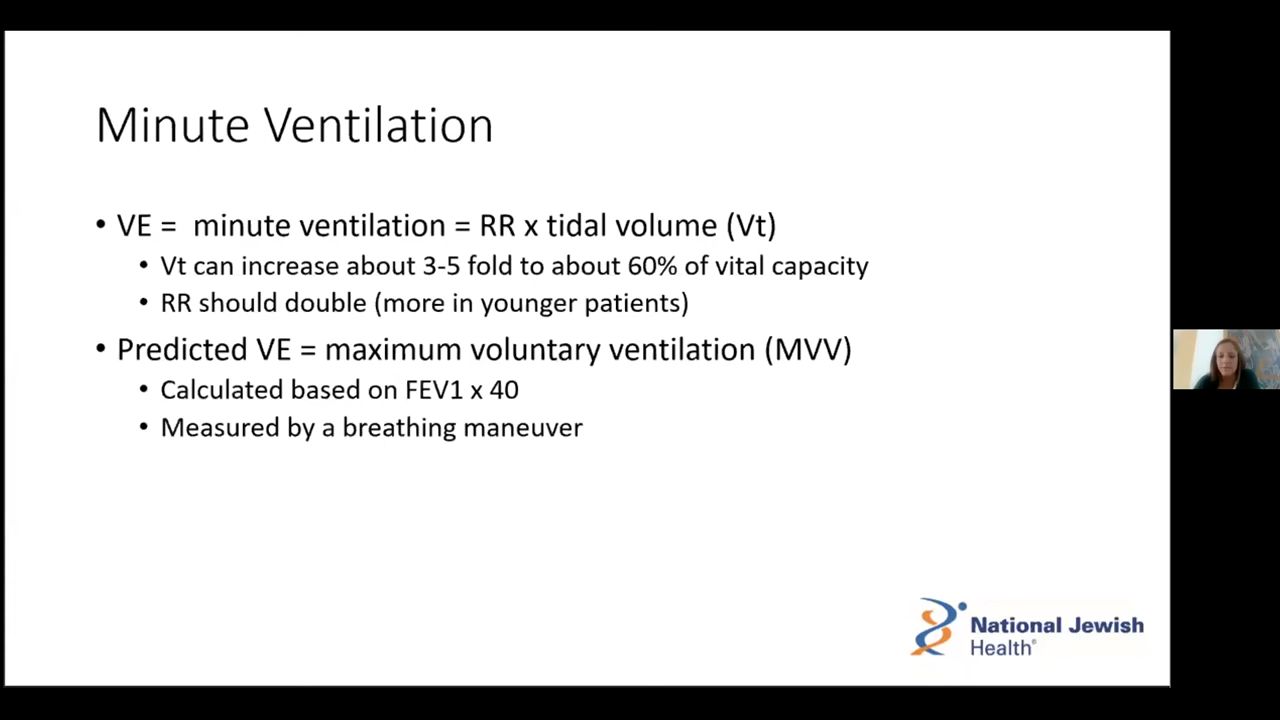 Minute Ventilation
• VE = minute ventilation = RR x tidal volume (Vt)
• Vt can increase about 3-5 fold to about 60% of vital capacity
• RR should double (more in younger patients)
• Predicted VE = maximum voluntary ventilation (MVV)
• Calculated based on FEV1 x 40
• Measured by a breathing maneuver
National Jewish
Health®